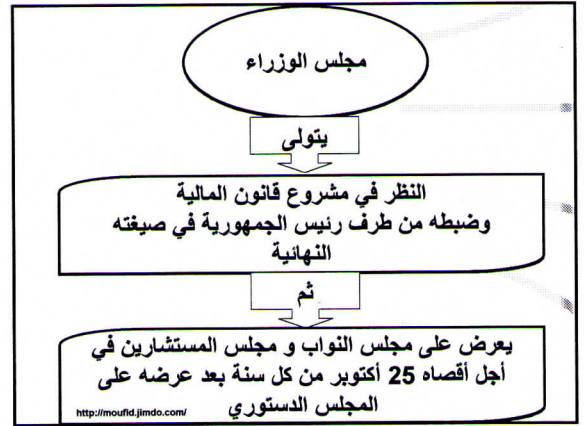 مجلس الوزراء
يتولى
النظر في مشروع قانون المالية
وضبطه من طرف رئيس الجمهورية في صيغته
النهائية
ثم
يعرض على مجلس النواب و مجلس المستشارين في
أجل أقصاه 25 أكتوبر من كل سنة بعد عرضه على
المجلس الدستوري
http://moufid.jimdo.com/